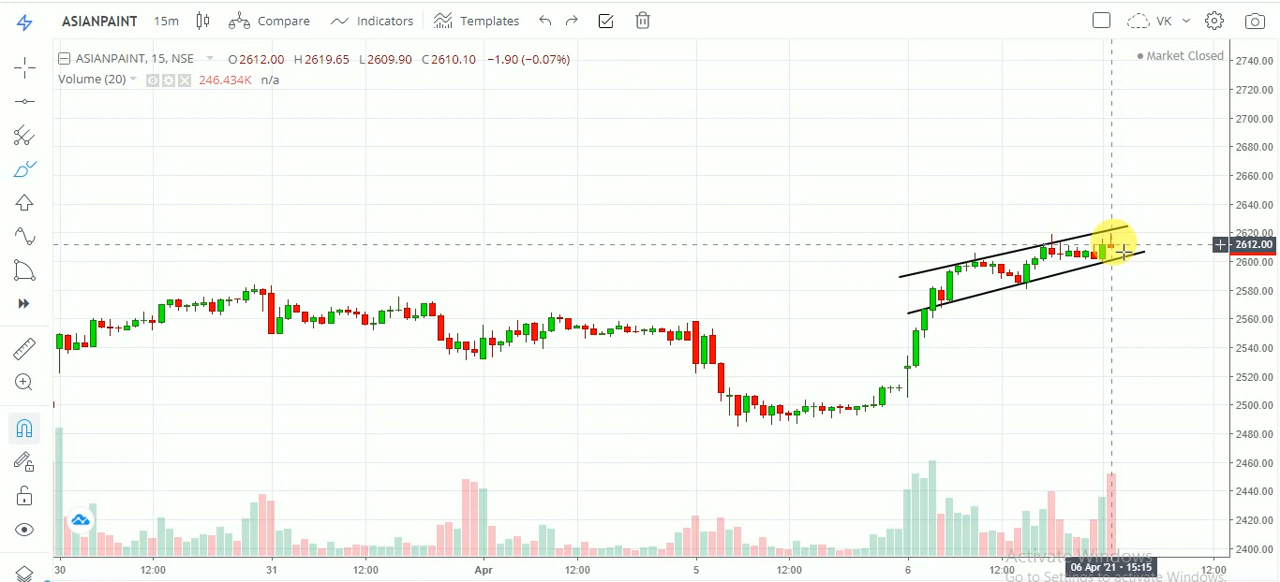 ASIANPAINT 15m Compare Indicators Templates VK
ASIANPAINT, 15, NSE O2612.00 H2619.65 L2609.90 C2610.10 −1.90 (−0.07%)
Market Closed
Volume (20) 246.434K n/a
2740.00
2720.00
2700.00
2680.00
2660.00
2640.00
2620.00
2612.00
2600.00
2580.00
2560.00
2540.00
2520.00
2500.00
2480.00
2460.00
2440.00
2420.00
2400.00
30 12:00 31 12:00 Apr 12:00 5 12:00 6 12:00 06 Apr '21 · 15:15 12:00
Activate Windows
Go to Settings to activate Windows.